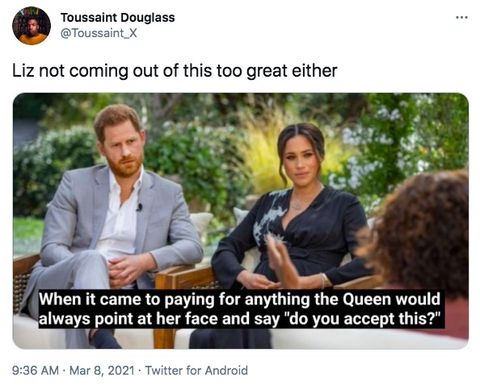 Toussaint Douglass
@Toussaint_X
Liz not coming out of this too great either
When it came to paying for anything the Queen would
always point at her face and say "do you accept this?"
9:36 AM · Mar 8, 2021 · Twitter for Android